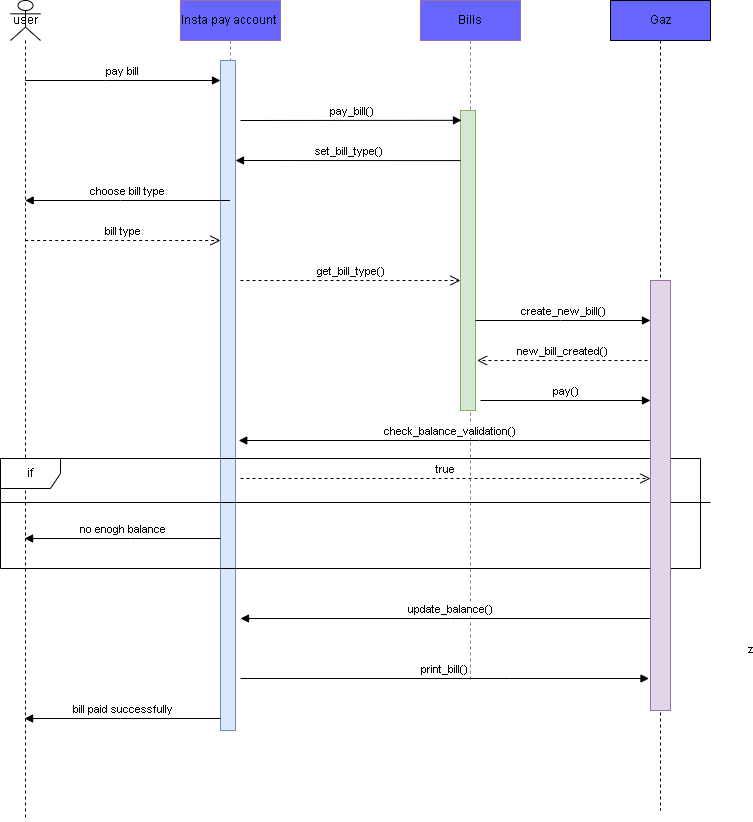 user
Insta pay account
Bills
Gaz
pay bill
pay_bill()
set_bill_type()
choose bill type
bill type
get_bill_type()
create_new_bill()
new_bill_created()
pay()
check_balance_validation()
if
true
no enogh balance
update_balance()
z
print_bill()
bill paid successfully